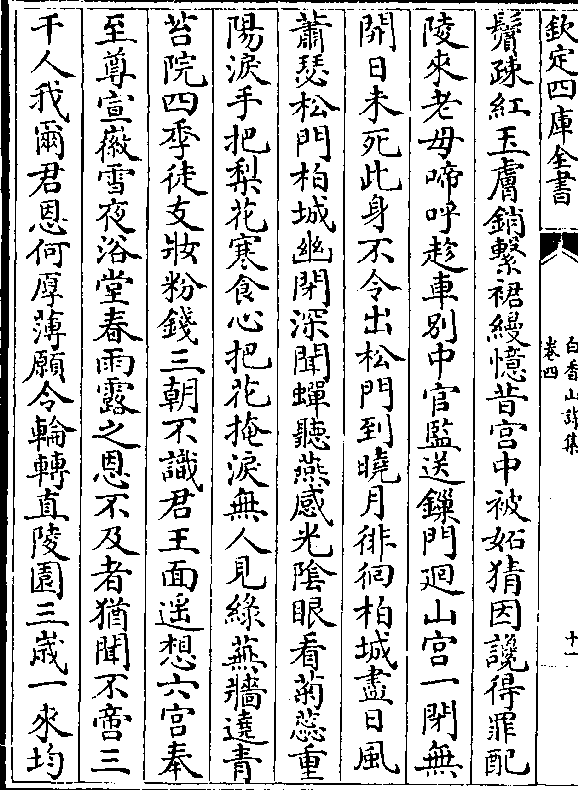 欽定四庫全書
白香山詩集
卷四
十一
鬢踈紅玉膚銷繫裙縵憶昔宫中被妬猜因讒得罪配
陵來老母啼呼趁車别中官監送鏁門廻山宫一閉無
開日未死此身不令出松門到曉月徘徊柏城盡日風
蕭瑟松門柏城幽閉深聞蟬聽燕感光隂眼看菊蕊重
陽淚手把梨花寒食心把花掩淚無人見綠蕪牆遶青
苔院四季徒支妝粉錢三朝不識君王面遥想六宫奉
至尊宣徽雪夜浴堂春雨露之恩不及者猶聞不啻三
千人我爾君恩何厚薄願令輪轉直陵園三歲一來均